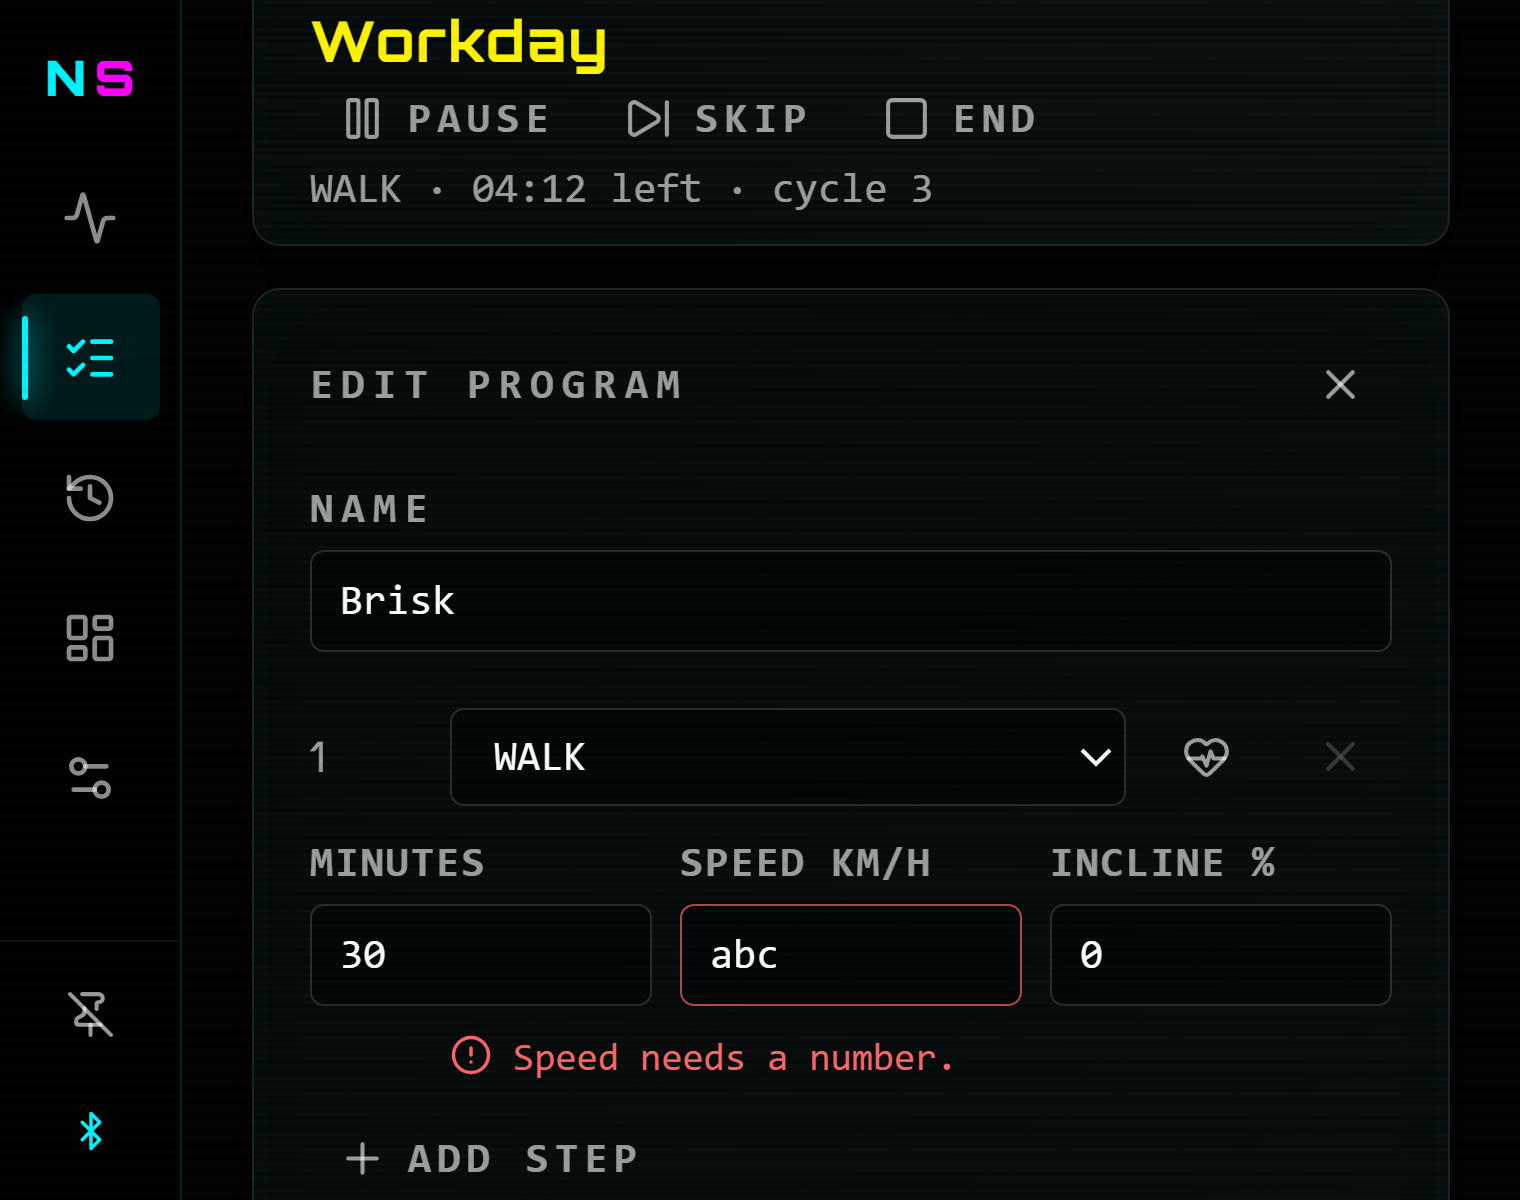 NS
Workday
PAUSE SKIP END
WALK · 04:12 left · cycle 3
EDIT PROGRAM
NAME
Brisk
1 WALK
MINUTES SPEED KM/H INCLINE %
30 abc 0
Speed needs a number.
ADD STEP